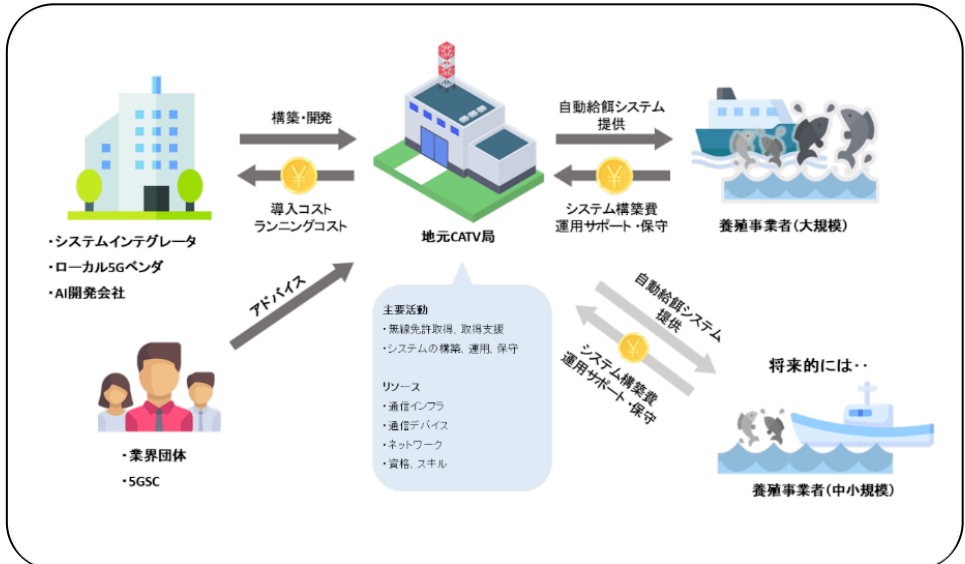 構築・開発
導入コスト
ランニングコスト
・システムインテグレータ
・ローカル5Gベンダ
・AI開発会社
地元CATV局
自動給餌システム
提供
システム構築費
運用サポート・保守
養殖事業者(大規模)
アドバイス
・業界団体
・5GSC
主要活動
・無線免許取得、取得支援
・システムの構築、運用、保守
リソース
・通信インフラ
・通信デバイス
・ネットワーク
・資格、スキル
自動給餌システム
提供
システム構築費
運用サポート・保守
将来的には‥
養殖事業者(中小規模)
¥
¥
¥